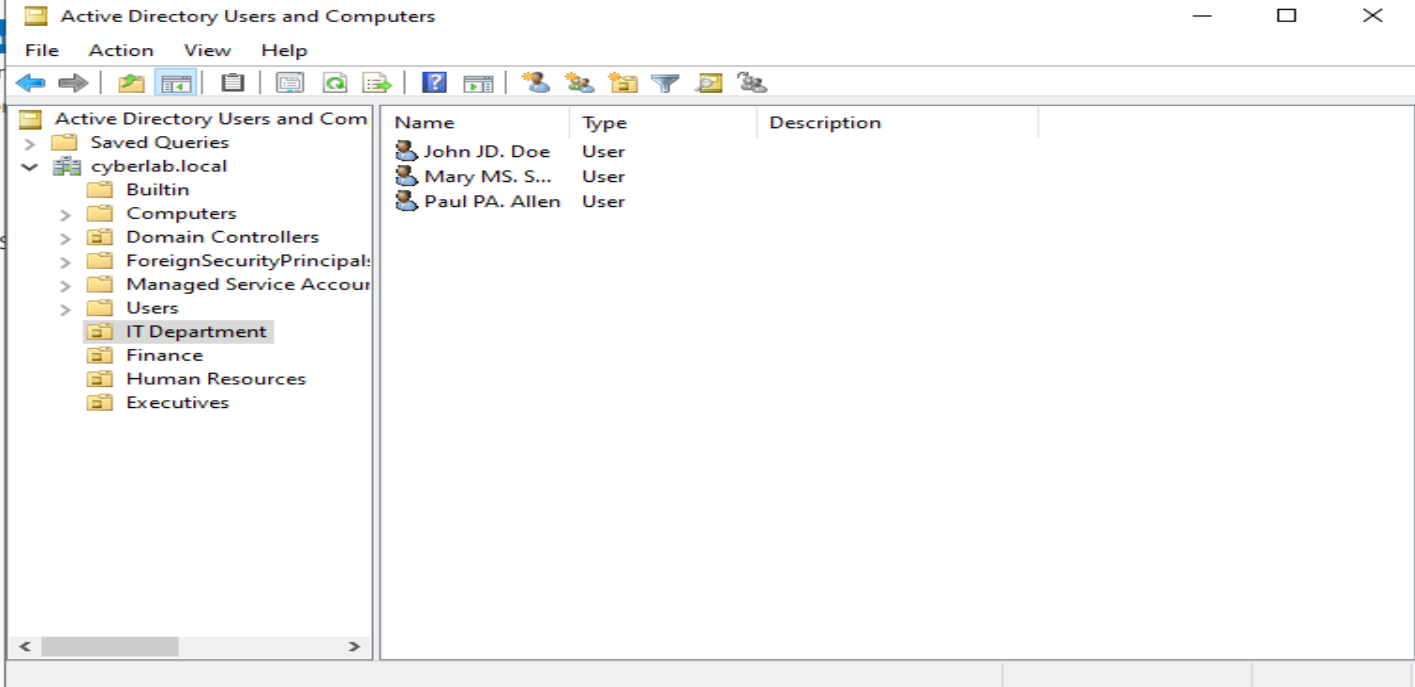 Active Directory Users and Computers
File Action View Help
Active Directory Users and Com
Saved Queries
cyberlab.local
Builtin
Computers
Domain Controllers
ForeignSecurityPrincipals
Managed Service Accour
Users
IT Department
Finance
Human Resources
Executives
Name Type Description
John JD. Doe User
Mary MS. S... User
Paul PA. Allen User